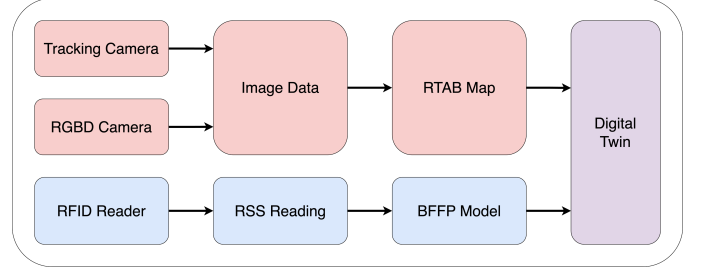 Tracking Camera
RGBD Camera
Image Data
RTAB Map
RFID Reader
RSS Reading
BFFP Model
Digital
Twin